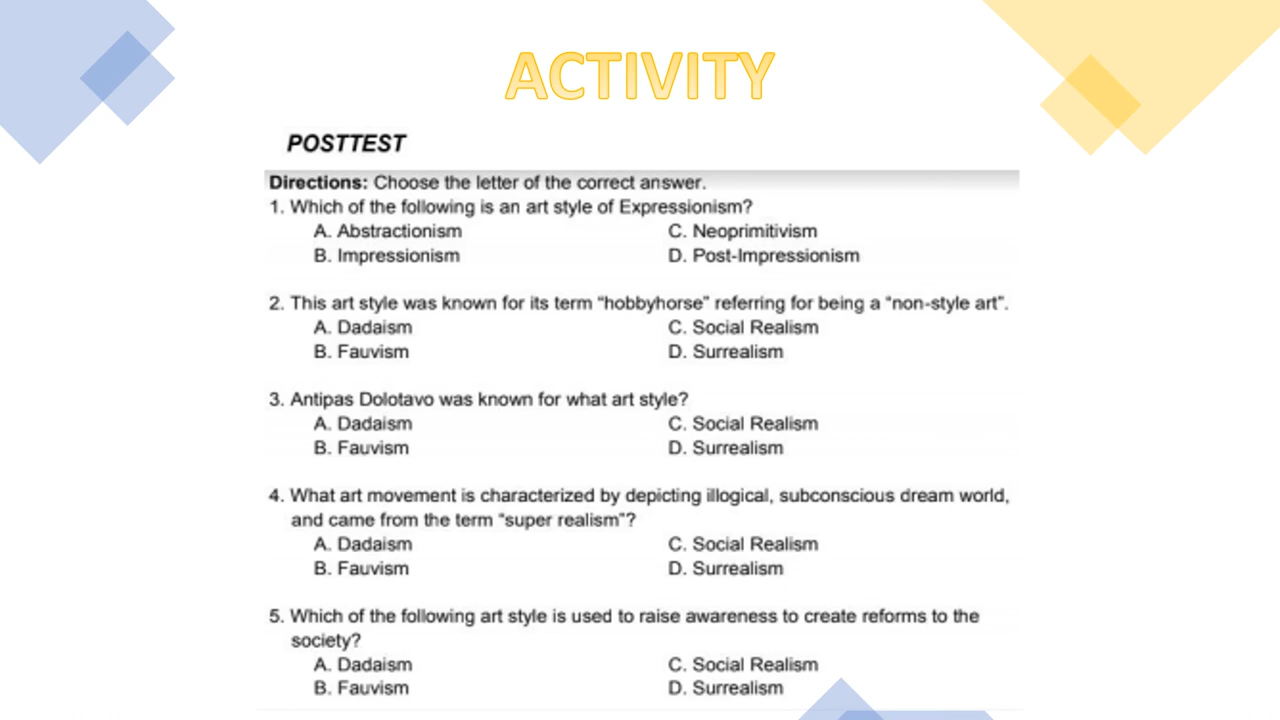 ACTIVITY
POSTTEST
Directions: Choose the letter of the correct answer.
1. Which of the following is an art style of Expressionism?
A. Abstractionism C. Neoprimitivism
B. Impressionism D. Post-Impressionism
2. This art style was known for its term “hobbyhorse” referring for being a “non-style art”.
A. Dadaism C. Social Realism
B. Fauvism D. Surrealism
3. Antipas Dolotavo was known for what art style?
A. Dadaism C. Social Realism
B. Fauvism D. Surrealism
4. What art movement is characterized by depicting illogical, subconscious dream world,
and came from the term “super realism”?
A. Dadaism C. Social Realism
B. Fauvism D. Surrealism
5. Which of the following art style is used to raise awareness to create reforms to the
society?
A. Dadaism C. Social Realism
B. Fauvism D. Surrealism